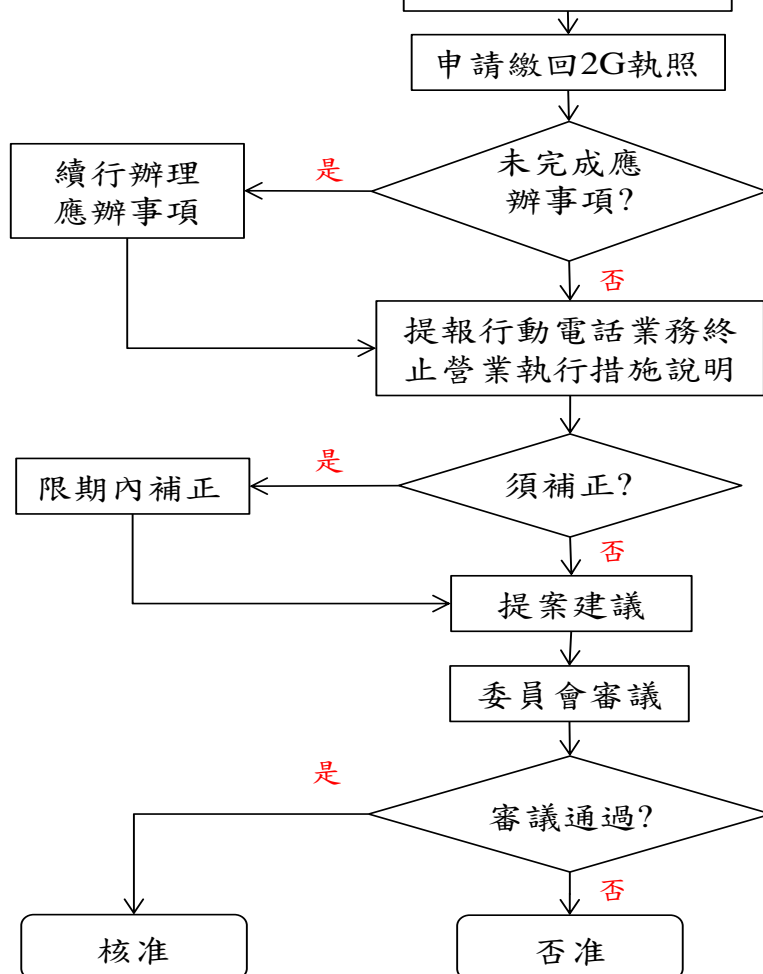 申請繳回2G執照
未完成應
辦事項?
是
續行辦理
應辦事項
否
提報行動電話業務終
止營業執行措施說明
須補正?
是
限期內補正
否
提案建議
委員會審議
審議通過?
是
否
核准
否准